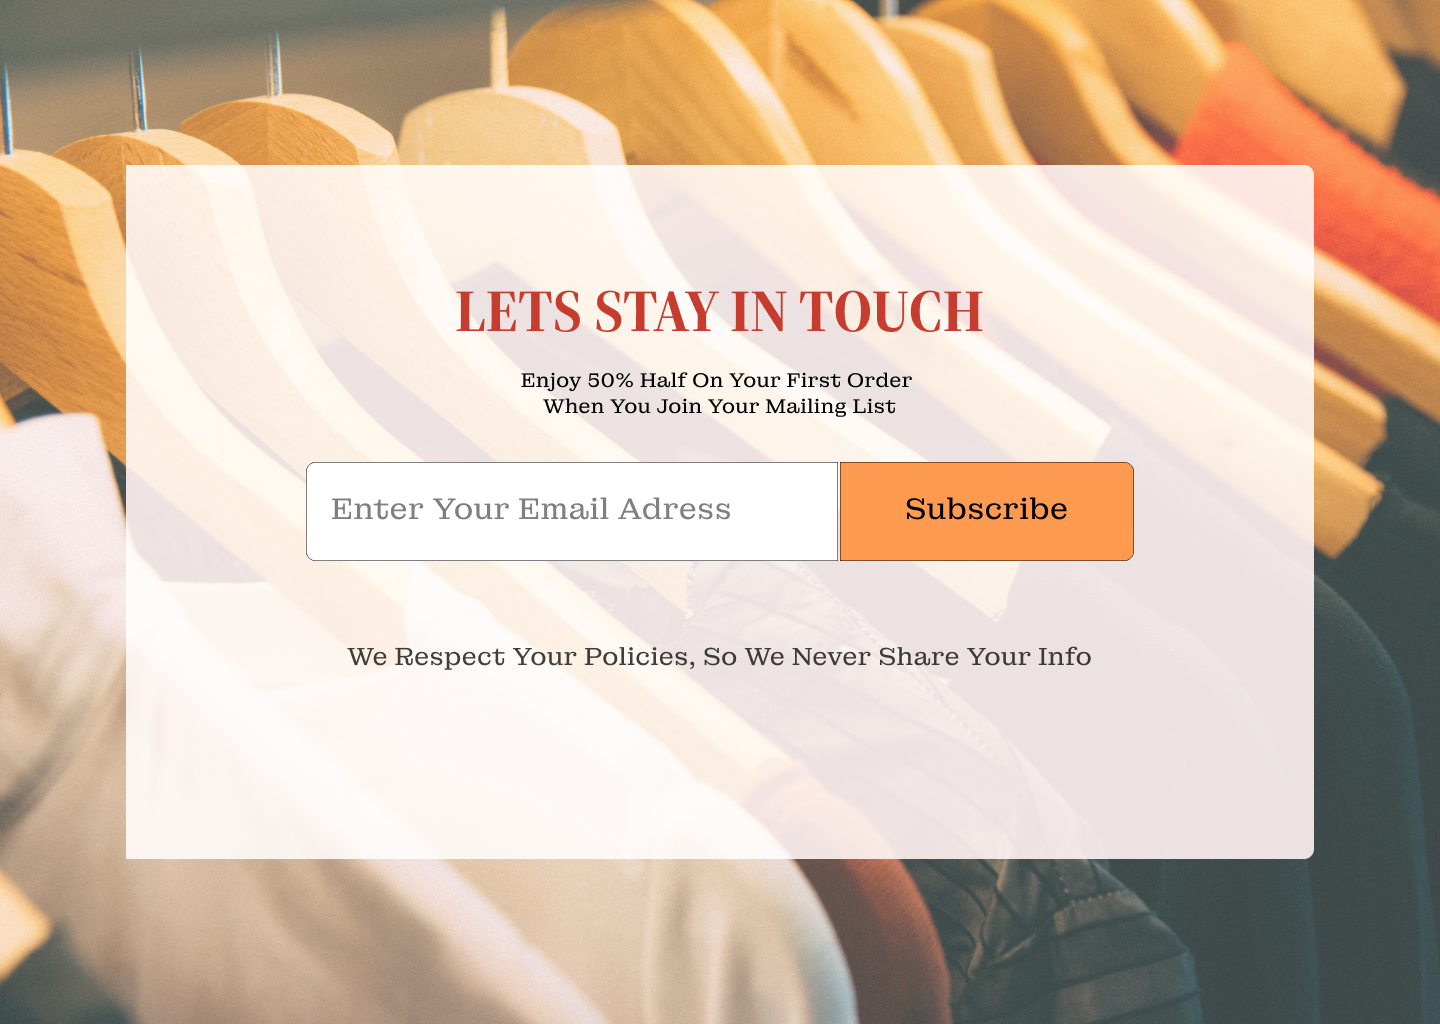 LETS STAY IN TOUCH
Enjoy 50% Half On Your First Order
When You Join Your Mailing List
Enter Your Email Adress
Subscribe
We Respect Your Policies, So We Never Share Your Info